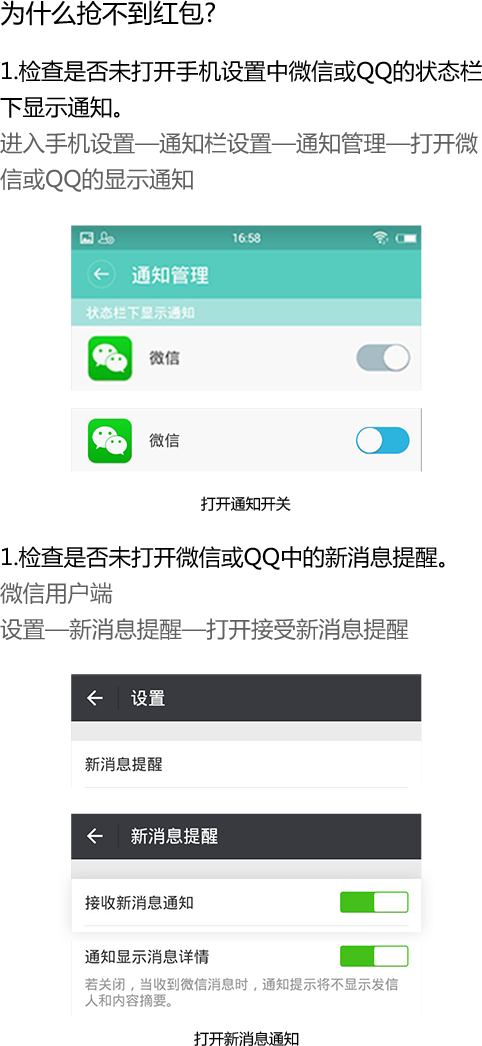 为什么抢不到红包?
1.检查是否未打开手机设置中微信或QQ的状态栏
下显示通知。
进入手机设置—通知栏设置—通知管理—打开微
信或QQ的显示通知
16:58
通知管理
状态栏下显示通知
微信
微信
打开通知开关
1.检查是否未打开微信或QQ中的新消息提醒。
微信用户端
设置—新消息提醒—打开接受新消息提醒
设置
新消息提醒
新消息提醒
接收新消息通知
通知显示消息详情
若关闭，当收到微信消息时，通知提示将不显示发信
人和内容摘要。
打开新消息通知